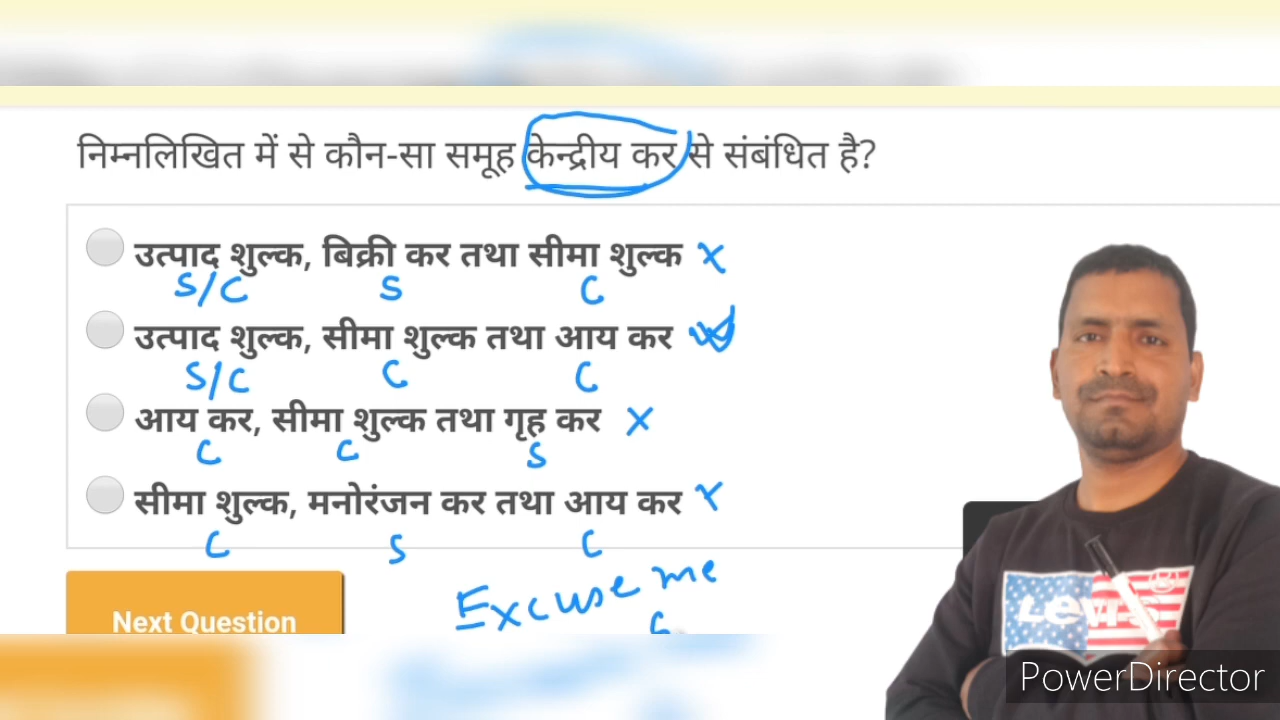 निम्नलिखित में से कौन-सा समूह केन्द्रीय कर से संबंधित है?
उत्पाद शुल्क, बिक्री कर तथा सीमा शुल्क x
S/C S C
उत्पाद शुल्क, सीमा शुल्क तथा आय कर
S/C C C
आय कर, सीमा शुल्क तथा गृह कर x
C C S
सीमा शुल्क, मनोरंजन कर तथा आय कर x
C S C
Excuse me
Next Question
Levi's
PowerDirector